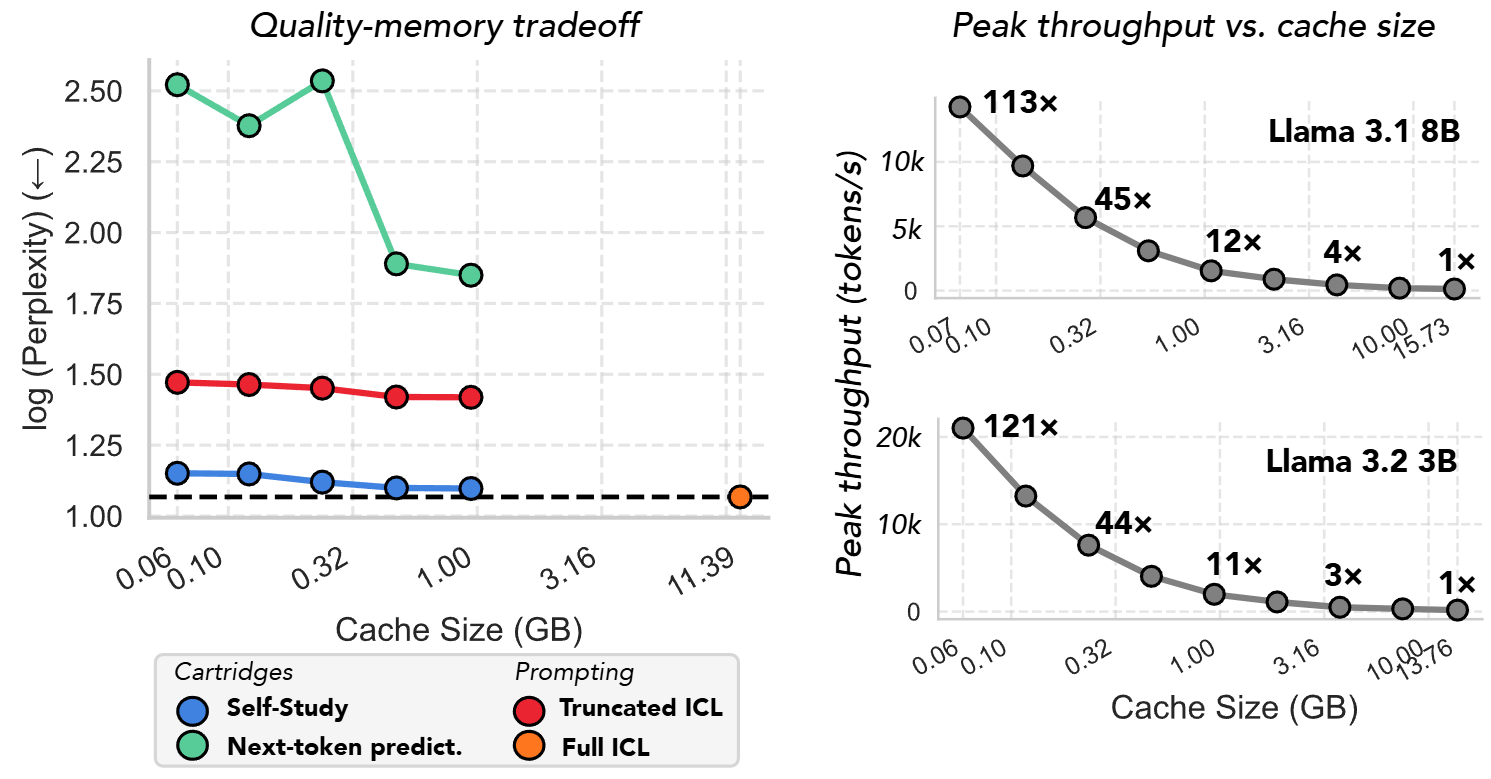 Quality-memory tradeoff
log (Perplexity) (←)
2.50
2.25
2.00
1.75
1.50
1.25
1.00
0.06
0.10
0.32
1.00
3.16
11.39
Cache Size (GB)
Cartridges
Self-Study
Next-token predict.
Prompting
Truncated ICL
Full ICL
Peak throughput vs. cache size
Peak throughput (tokens/s)
Llama 3.1 8B
10k
5k
0
113×
45×
12×
4×
1×
0.07
0.10
0.32
1.00
3.16
10.00
15.73
Llama 3.2 3B
20k
10k
0
121×
44×
11×
3×
1×
0.06
0.10
0.32
1.00
3.16
10.00
13.76
Cache Size (GB)